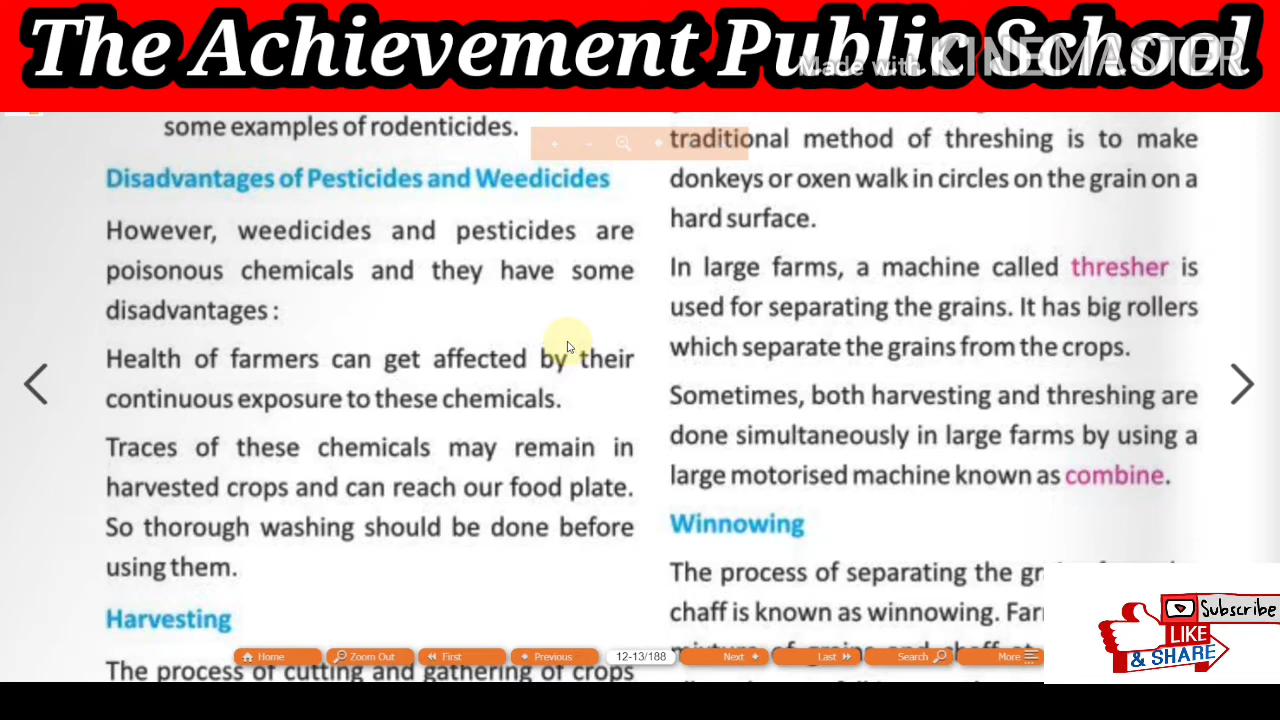 The Achievement Public School
Made with KINEMASTER
some examples of rodenticides.
Disadvantages of Pesticides and Weedicides
However, weedicides and pesticides are
poisonous chemicals and they have some
disadvantages :
Health of farmers can get affected by their
continuous exposure to these chemicals.
Traces of these chemicals may remain in
harvested crops and can reach our food plate.
So thorough washing should be done before
using them.
Harvesting
The process of cutting and gathering of crops
traditional method of threshing is to make
donkeys or oxen walk in circles on the grain on a
hard surface.
In large farms, a machine called thresher is
used for separating the grains. It has big rollers
which separate the grains from the crops.
Sometimes, both harvesting and threshing are
done simultaneously in large farms by using a
large motorised machine known as combine.
Winnowing
The process of separating the
chaff is known as winnowing.
Home Zoom Out First Previous 12-13/188 Next Last Search More
Subscribe
LIKE
& SHARE